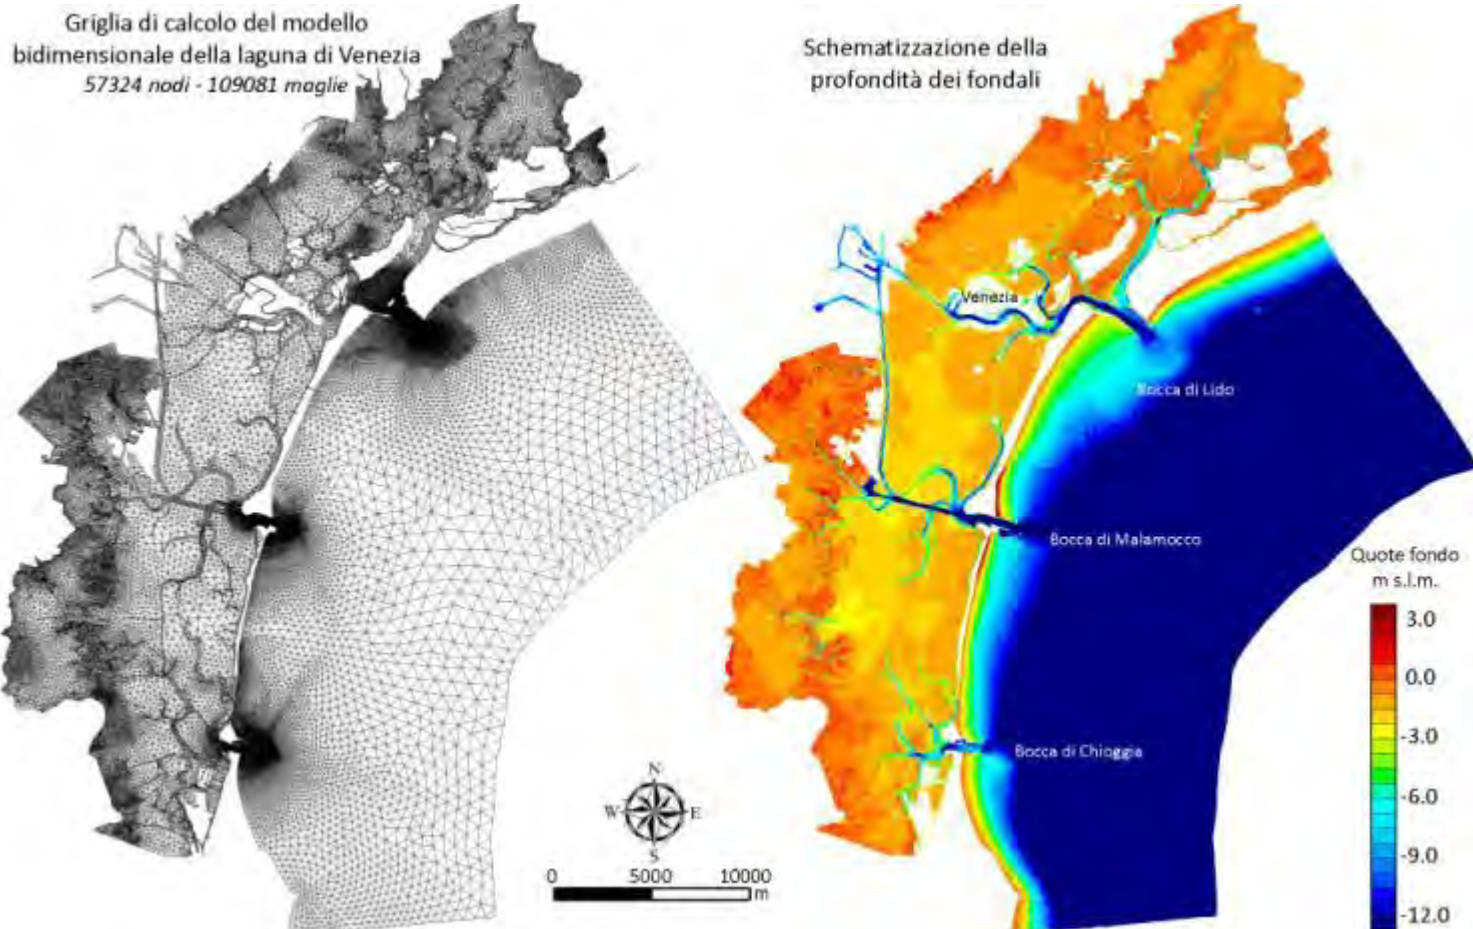 Griglia di calcolo del modello
bidimensionale della laguna di Venezia
57324 nodi - 109081 maglie
Schematizzazione della
profondità dei fondali
Venezia
Bocca di Lido
Bocca di Malamocco
Bocca di Chioggia
Quote fondo
m s.l.m.
3.0
0.0
-3.0
-6.0
-9.0
-12.0
N
W E
S
0 5000 10000
m